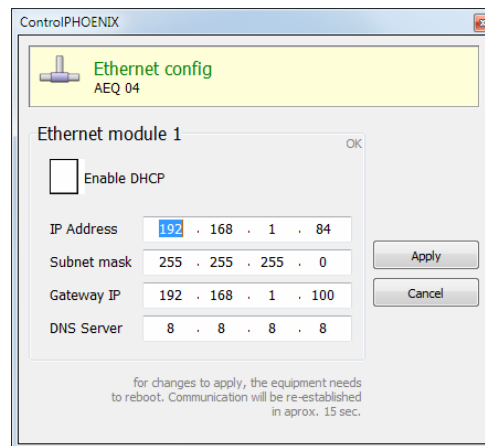 ControlPHOENIX
Ethernet config
AEQ 04
Ethernet module 1
OK
Enable DHCP
IP Address 192 . 168 . 1 . 84
Subnet mask 255 . 255 . 255 . 0
Apply
Gateway IP 192 . 168 . 1 . 100
Cancel
DNS Server 8 . 8 . 8 . 8
for changes to apply, the equipment needs
to reboot. Communication will be re-established
in aprox. 15 sec.